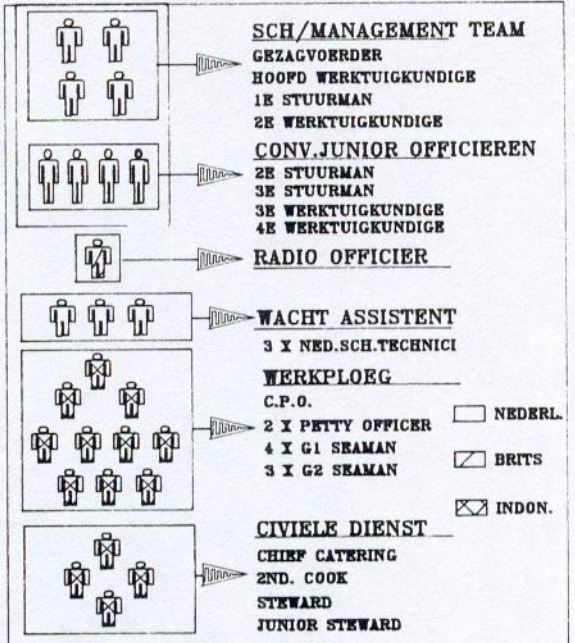 SCH/MANAGEMENT TEAM
GEZAGVOERDER
HOOFD WERKTUIGKUNDIGE
1E STUURMAN
2E WERKTUIGKUNDIGE
CONV.JUNIOR OFFICIEREN
2E STUURMAN
3E STUURMAN
3E WERKTUIGKUNDIGE
4E WERKTUIGKUNDIGE
RADIO OFFICIER
WACHT ASSISTENT
3 X NED.SCH.TECHNICI
WERKPLOEG
C.P.O.
2 X PETTY OFFICER
4 X G1 SEAMAN
3 X G2 SEAMAN
NEDERL.
BRITS
INDON.
CIVIELE DIENST
CHIEF CATERING
2ND. COOK
STEWARD
JUNIOR STEWARD